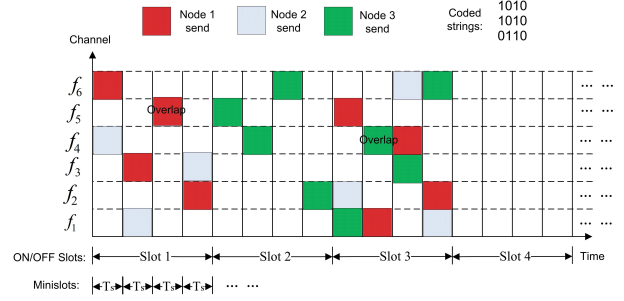 Node 1 send
Node 2 send
Node 3 send
Coded strings:
1010
1010
0110
Channel
f6
f5
f4
f3
f2
f1
Overlap
Overlap
... ...
... ...
... ...
... ...
... ...
... ...
ON/OFF Slots:
Slot 1
Slot 2
Slot 3
Slot 4
Time
Minislots:
Ts
Ts
Ts
Ts
... ...